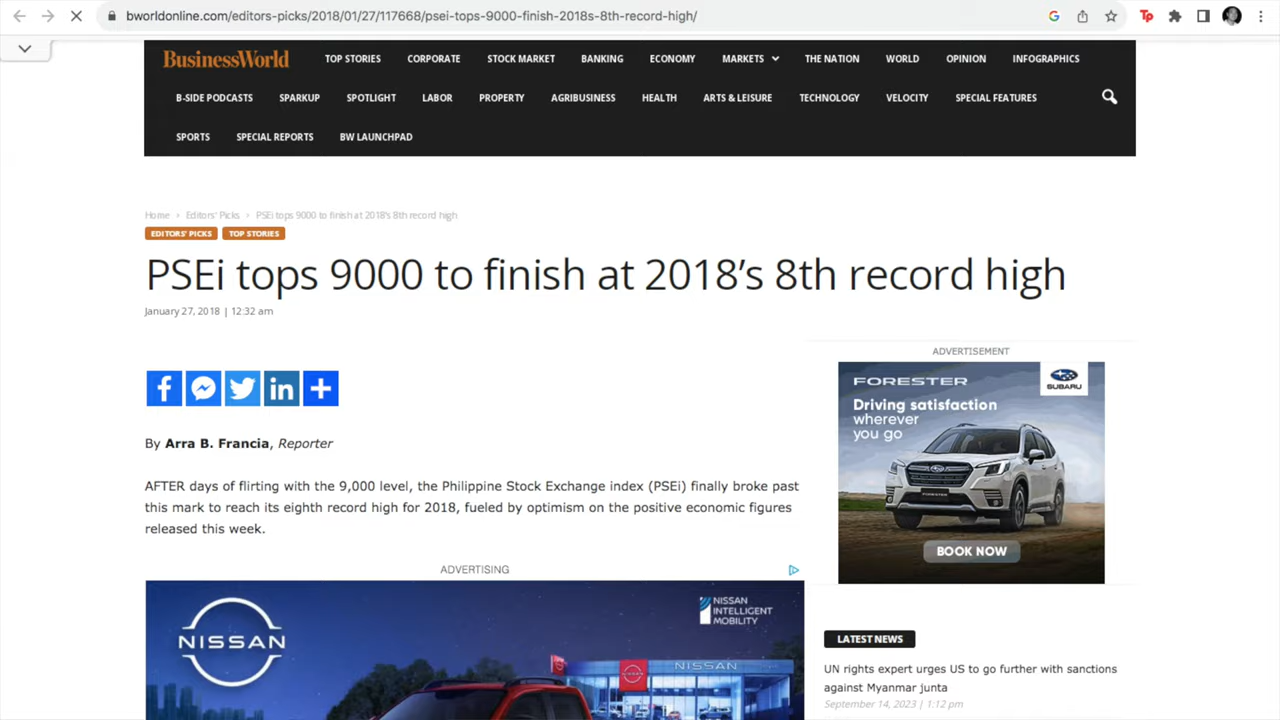 bworldonline.com/editors-picks/2018/01/27/117668/psei-tops-9000-finish-2018s-8th-record-high/
BusinessWorld
TOP STORIES CORPORATE STOCK MARKET BANKING ECONOMY MARKETS THE NATION WORLD OPINION INFOGRAPHICS
B-SIDE PODCASTS SPARKUP SPOTLIGHT LABOR PROPERTY AGRIBUSINESS HEALTH ARTS & LEISURE TECHNOLOGY VELOCITY SPECIAL FEATURES
SPORTS SPECIAL REPORTS BW LAUNCHPAD
Home › Editors' Picks › PSEi tops 9000 to finish at 2018's 8th record high
EDITORS' PICKS TOP STORIES
PSEi tops 9000 to finish at 2018’s 8th record high
January 27, 2018 | 12:32 am
By Arra B. Francia, Reporter
AFTER days of flirting with the 9,000 level, the Philippine Stock Exchange index (PSEi) finally broke past
this mark to reach its eighth record high for 2018, fueled by optimism on the positive economic figures
released this week.
ADVERTISING
NISSAN
NISSAN
INTELLIGENT
MOBILITY
NISSAN
ADVERTISEMENT
FORESTER
SUBARU
Driving satisfaction
wherever
you go
FORESTER
BOOK NOW
LATEST NEWS
UN rights expert urges US to go further with sanctions
against Myanmar junta
September 14, 2023 | 1:12 pm